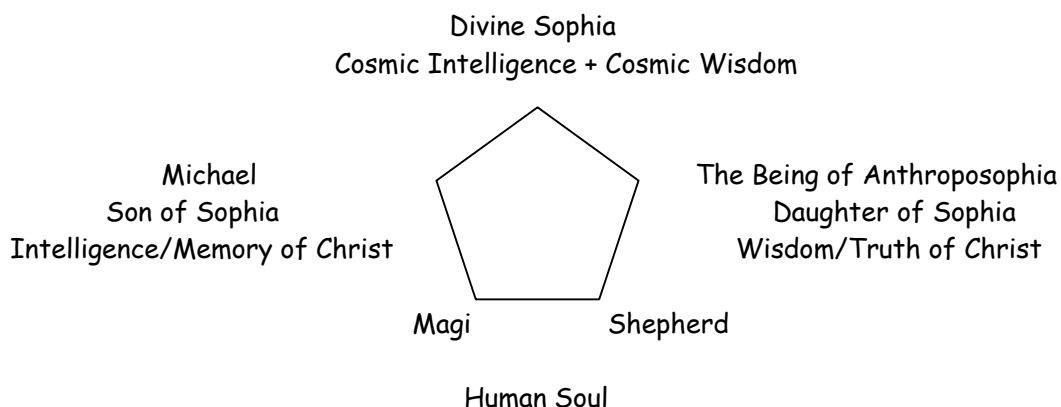 Divine Sophia
Cosmic Intelligence + Cosmic Wisdom
Michael
Son of Sophia
Intelligence/Memory of Christ
The Being of Anthroposophia
Daughter of Sophia
Wisdom/Truth of Christ
Magi
Shepherd
Human Soul